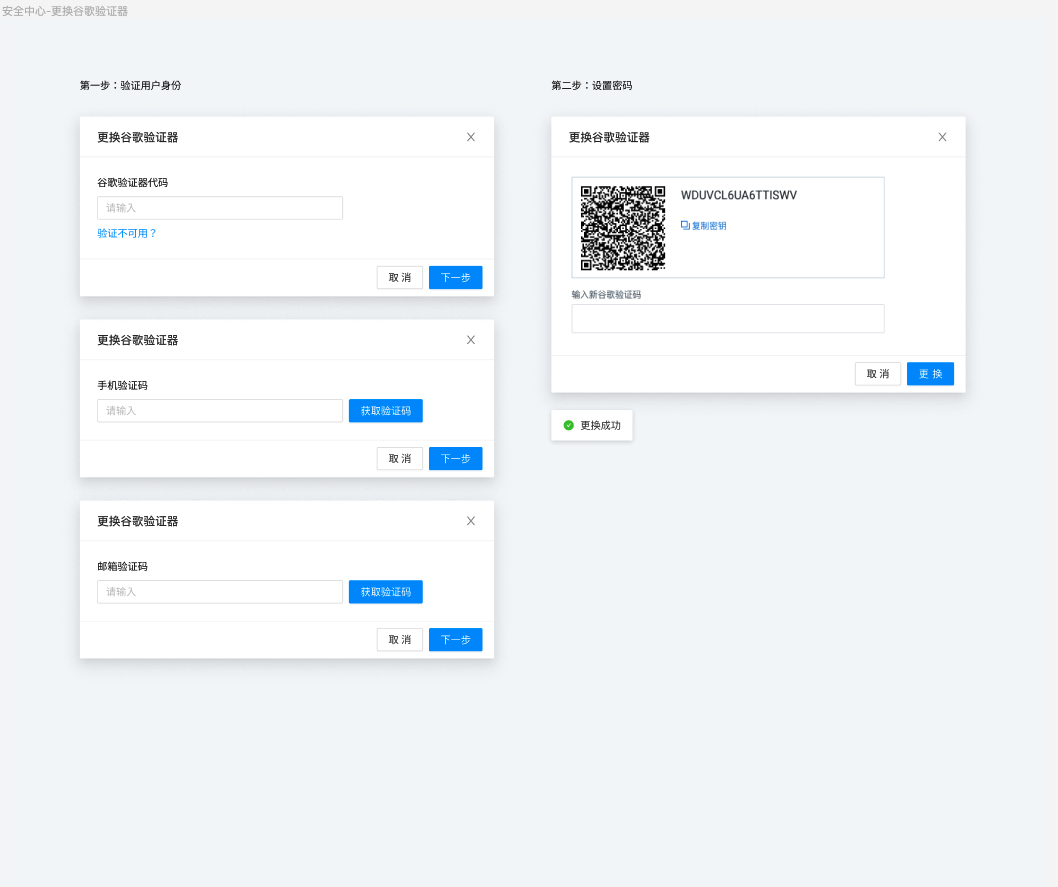 安全中心-更换谷歌验证器
第一步：验证用户身份
更换谷歌验证器
谷歌验证器代码
请输入
验证不可用？
取 消
下一步
更换谷歌验证器
手机验证码
请输入
获取验证码
取 消
下一步
更换谷歌验证器
邮箱验证码
请输入
获取验证码
取 消
下一步
第二步：设置密码
更换谷歌验证器
WDUVCL6UA6TTISWV
复制密钥
输入新谷歌验证码
取 消
更 换
更换成功